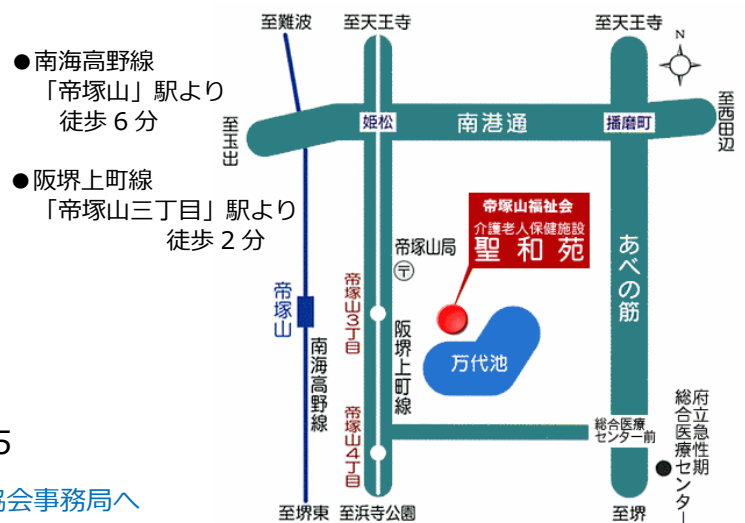 ●南海高野線
「帝塚山」駅より
徒歩 6 分
●阪堺上町線
「帝塚山三丁目」駅より
徒歩 2 分
5
協会事務局へ
至難波
至天王寺
至天王寺
N
至玉出
姫松
南港通
播磨町
至西田辺
帝塚山福祉会
介護老人保健施設
聖和苑
帝塚山局
〒
あべの筋
帝塚山
帝塚山3丁目
南海高野線
阪堺上町線
万代池
帝塚山4丁目
総合医療
センター前
府立急性期
総合医療センター
至堺東
至浜寺公園
至堺